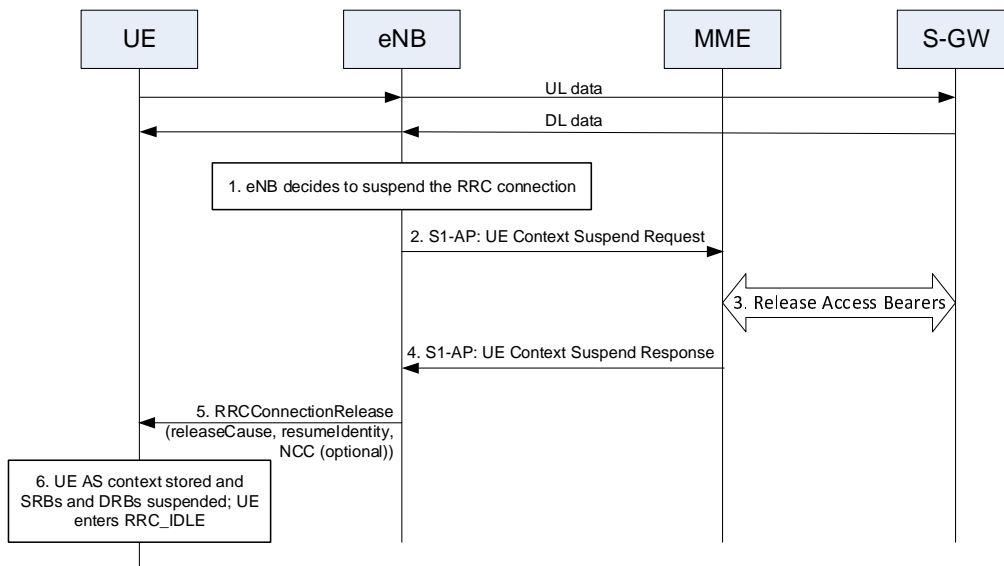 UE
eNB
MME
S-GW
UL data
DL data
1. eNB decides to suspend the RRC connection
2. S1-AP: UE Context Suspend Request
3. Release Access Bearers
4. S1-AP: UE Context Suspend Response
5. RRCConnectionRelease
(releaseCause, resumeIdentity,
NCC (optional))
6. UE AS context stored and
SRBs and DRBs suspended; UE
enters RRC_IDLE